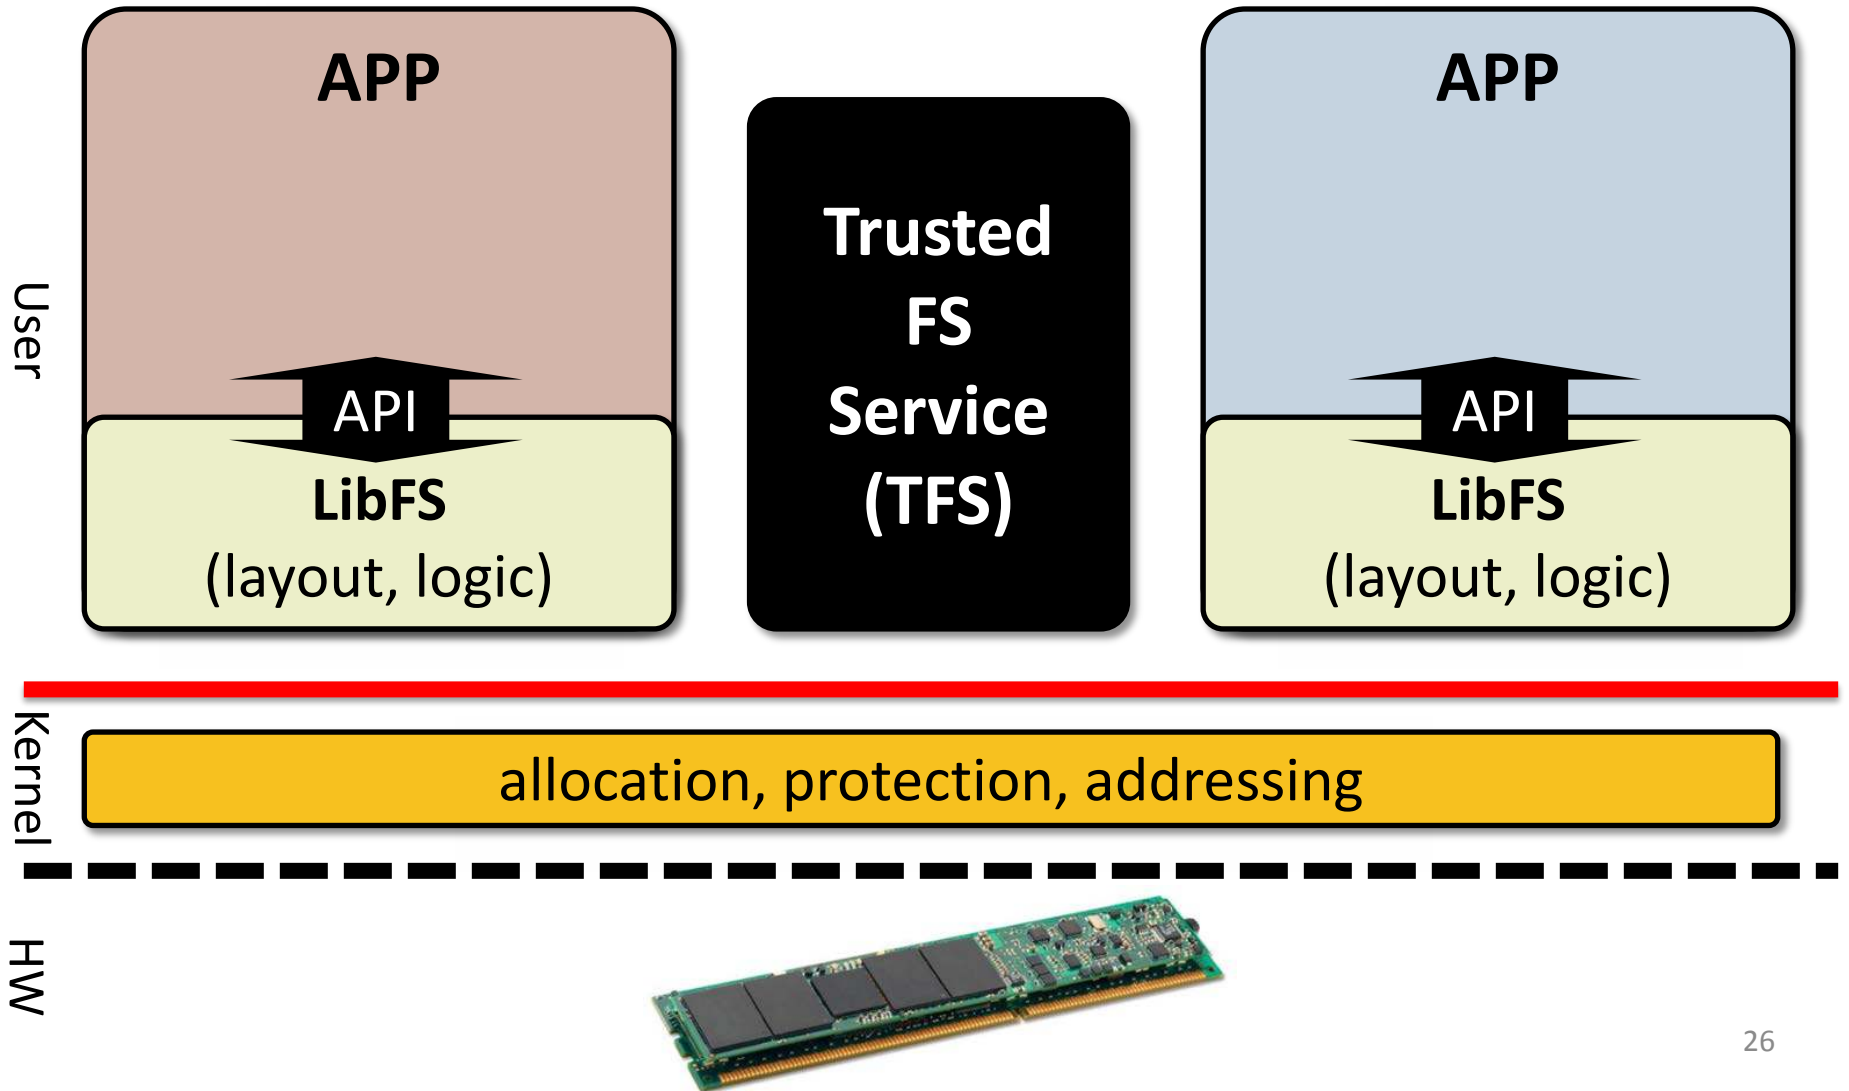 APP
APP
Trusted
FS
Service
(TFS)
User
API
API
LibFS
(layout, logic)
LibFS
(layout, logic)
Kernel
allocation, protection, addressing
HW
26